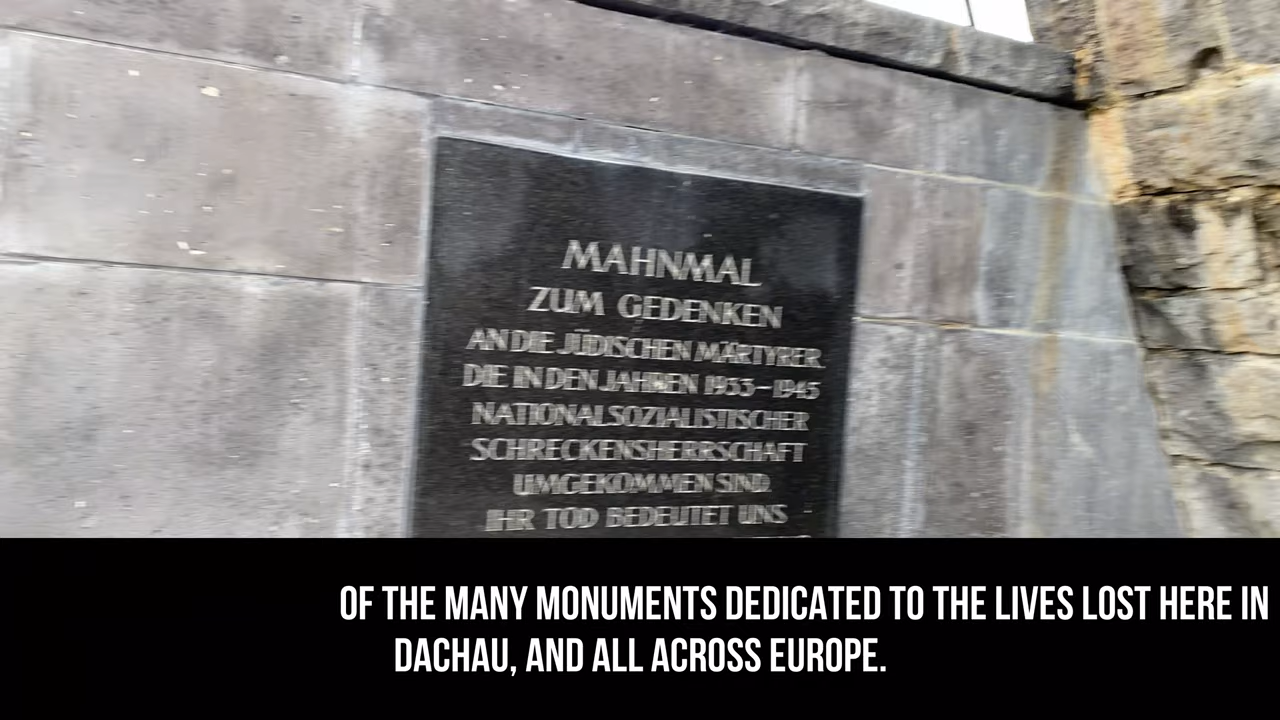 MAHNMAL
ZUM GEDENKEN
AN DIE JÜDISCHEN MÄRTYRER
DIE IN DEN JAHREN 1933–1945
NATIONALSOZIALISTISCHER
SCHRECKENSHERRSCHAFT
UMGEKOMMEN SIND.
IHR TOD BEDEUTET UNS
OF THE MANY MONUMENTS DEDICATED TO THE LIVES LOST HERE IN
DACHAU, AND ALL ACROSS EUROPE.